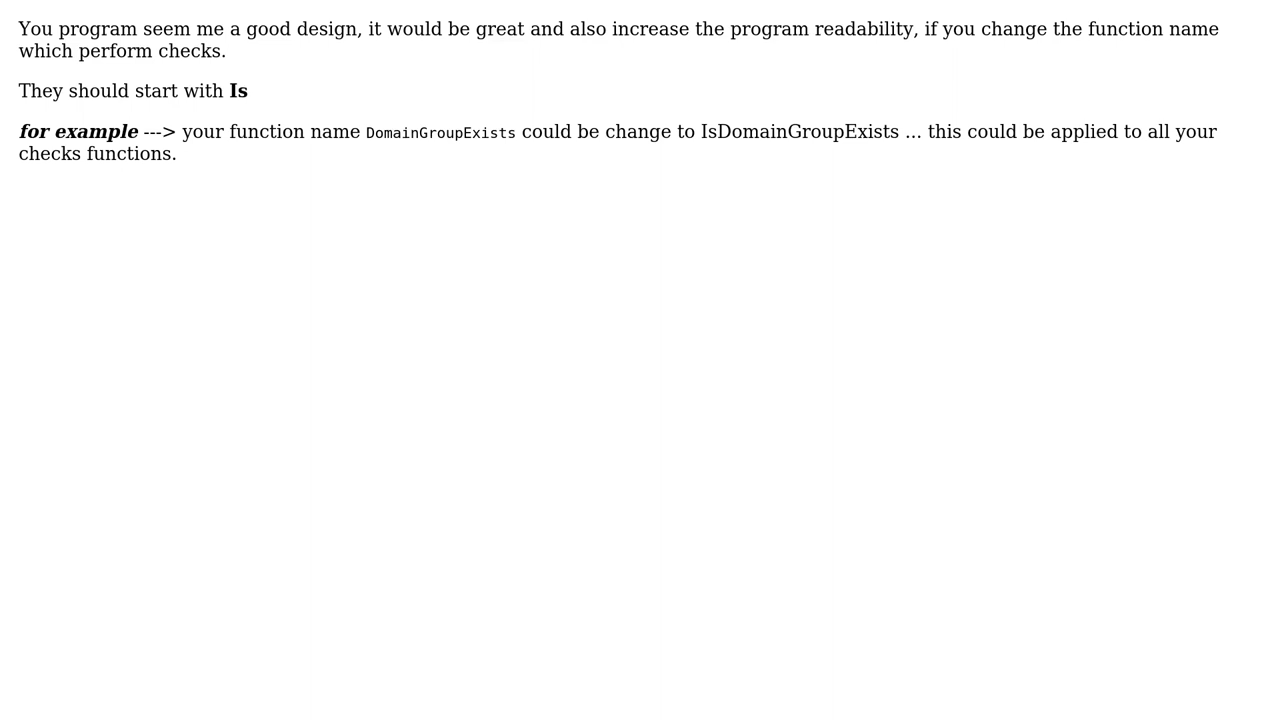 You program seem me a good design, it would be great and also increase the program readability, if you change the function name
which perform checks.
They should start with Is
for example ---> your function name DomainGroupExists could be change to IsDomainGroupExists ... this could be applied to all your
checks functions.